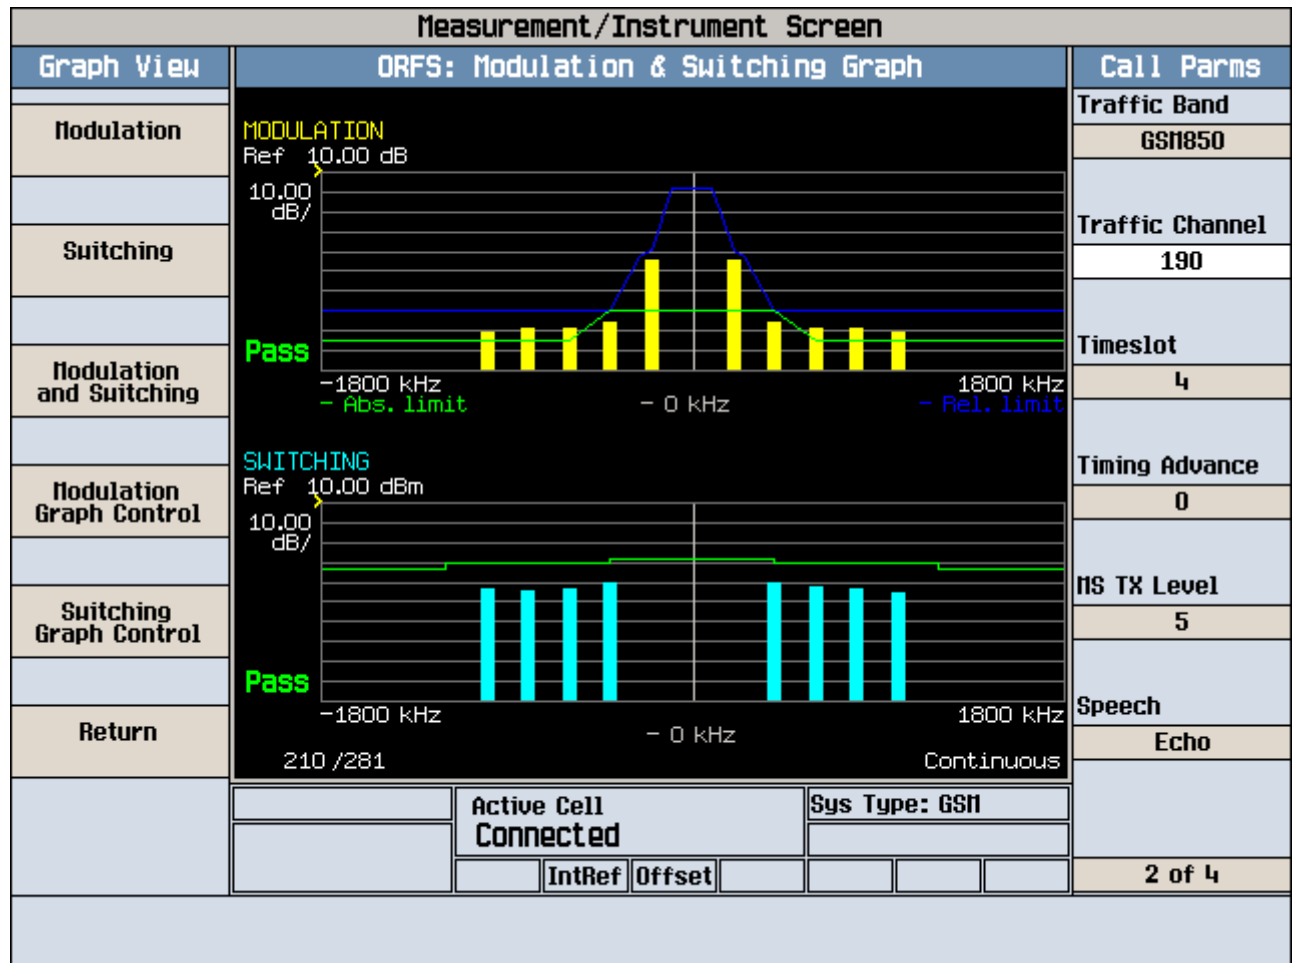 Measurement/Instrument Screen
Graph View
ORFS: Modulation & Switching Graph
Call Parms
Modulation
Switching
Modulation
and Switching
Modulation
Graph Control
Switching
Graph Control
Return
MODULATION
Ref 10.00 dB
10.00
dB/
Pass
-1800 kHz
1800 kHz
- Abs. limit
- 0 kHz
- Rel. limit
SWITCHING
Ref 10.00 dBm
10.00
dB/
Pass
-1800 kHz
1800 kHz
- 0 kHz
210 /281
Continuous
Traffic Band
GSM850
Traffic Channel
190
Timeslot
4
Timing Advance
0
MS TX Level
5
Speech
Echo
2 of 4
Active Cell
Connected
Sys Type: GSM
IntRef
Offset